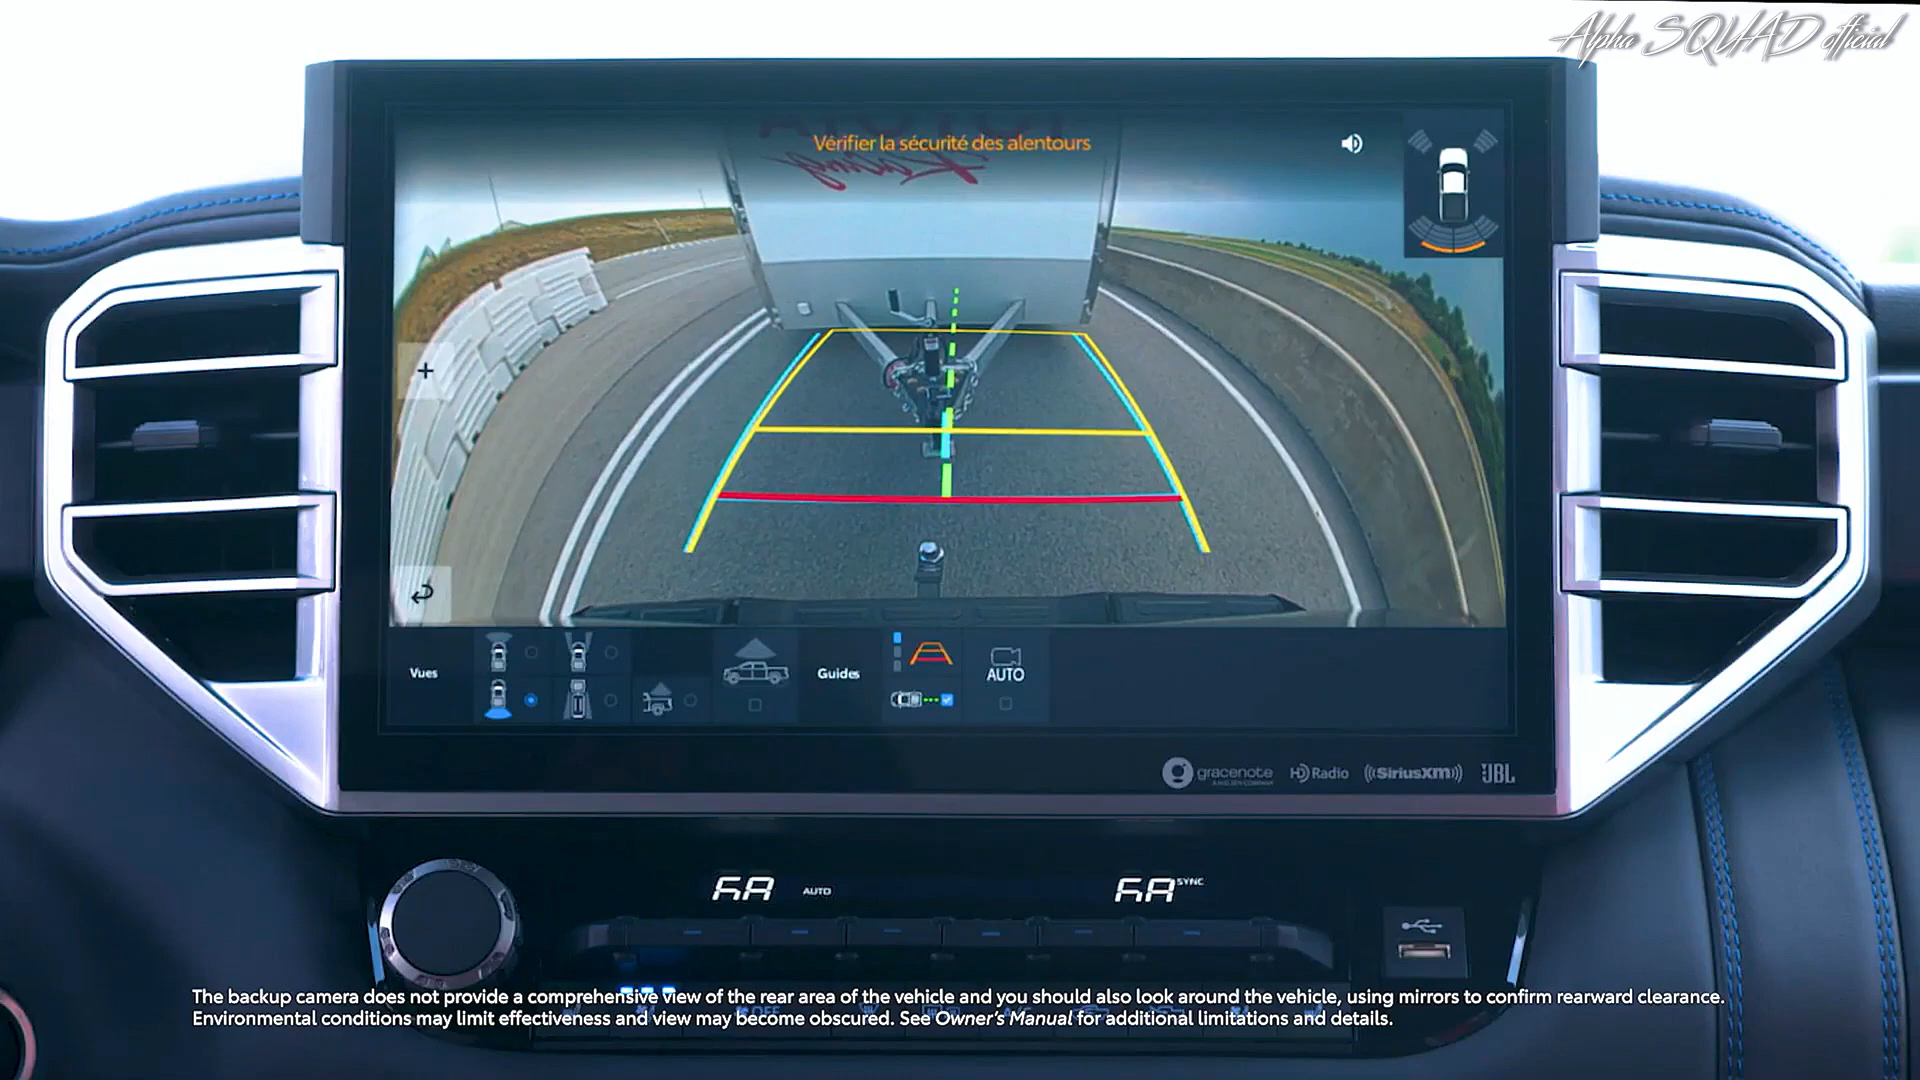 Alpha SQUAD official
Vérifier la sécurité des alentours
Vues
Guides
AUTO
gracenote
HD Radio
((SiriusXM))
JBL
68
AUTO
68
SYNC
OFF
The backup camera does not provide a comprehensive view of the rear area of the vehicle and you should also look around the vehicle, using mirrors to confirm rearward clearance.
Environmental conditions may limit effectiveness and view may become obscured. See Owner's Manual for additional limitations and details.